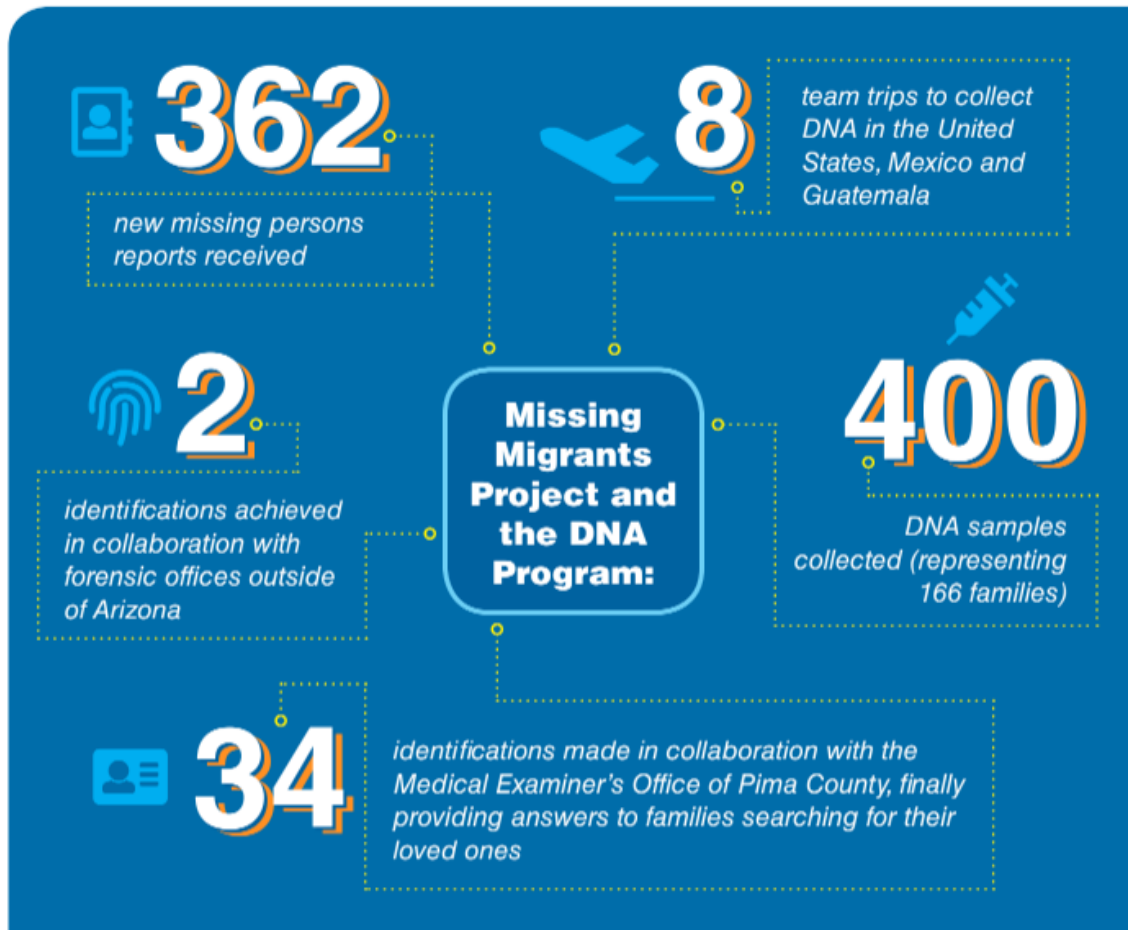 362
new missing persons
reports received
8
team trips to collect
DNA in the United
States, Mexico and
Guatemala
2
identifications achieved
in collaboration with
forensic offices outside
of Arizona
Missing
Migrants
Project and
the DNA
Program:
400
DNA samples
collected (representing
166 families)
34
identifications made in collaboration with the
Medical Examiner’s Office of Pima County, finally
providing answers to families searching for their
loved ones